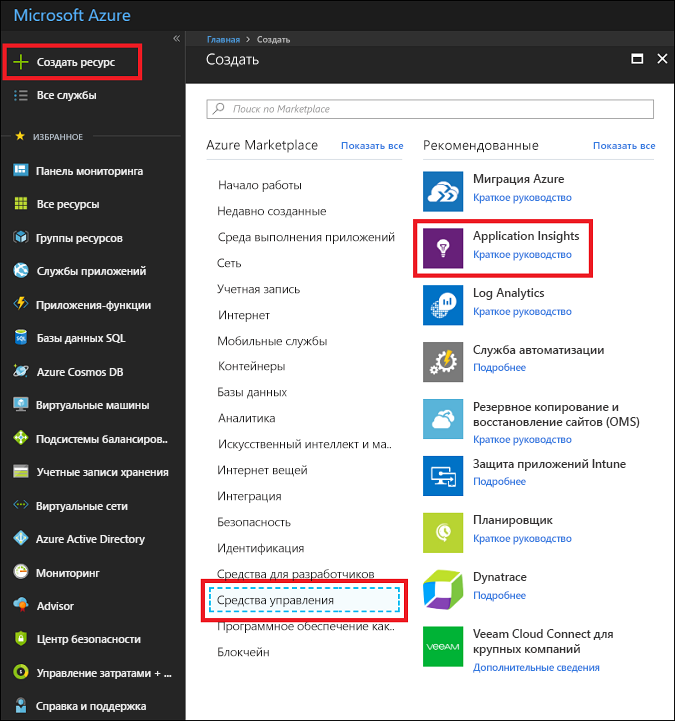 Microsoft Azure
«
Создать ресурс
Все службы
ИЗБРАННОЕ
Панель мониторинга
Все ресурсы
Группы ресурсов
Службы приложений
Приложения-функции
Базы данных SQL
Azure Cosmos DB
Виртуальные машины
Подсистемы балансиров..
Учетные записи хранения
Виртуальные сети
Azure Active Directory
Мониторинг
Advisor
Центр безопасности
Управление затратами + ...
Справка и поддержка
Главная > Создать
Создать
Поиск по Marketplace
Azure Marketplace Показать все
Начало работы
Недавно созданные
Среда выполнения приложений
Сеть
Учетная запись
Интернет
Мобильные службы
Контейнеры
Базы данных
Аналитика
Искусственный интеллект и ма..
Интернет вещей
Интеграция
Безопасность
Идентификация
Средства для разработчиков
Средства управления
Программное обеспечение как..
Блокчейн
Рекомендованные Показать все
Миграция Azure
Краткое руководство
Application Insights
Краткое руководство
Log Analytics
Краткое руководство
Служба автоматизации
Подробнее
Резервное копирование и
восстановление сайтов (OMS)
Краткое руководство
Защита приложений Intune
Подробнее
Планировщик
Краткое руководство
Dynatrace
Подробнее
VEEAM
Veeam Cloud Connect для
крупных компаний
Дополнительные сведения